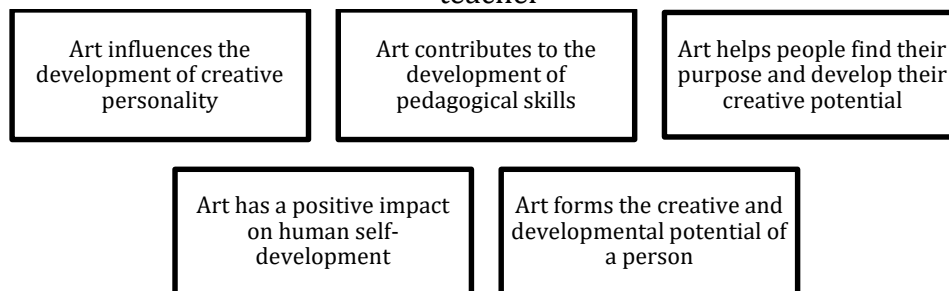 teacher
Art influences the
development of creative
personality
Art contributes to the
development of
pedagogical skills
Art helps people find their
purpose and develop their
creative potential
Art has a positive impact
on human self-
development
Art forms the creative and
developmental potential of
a person